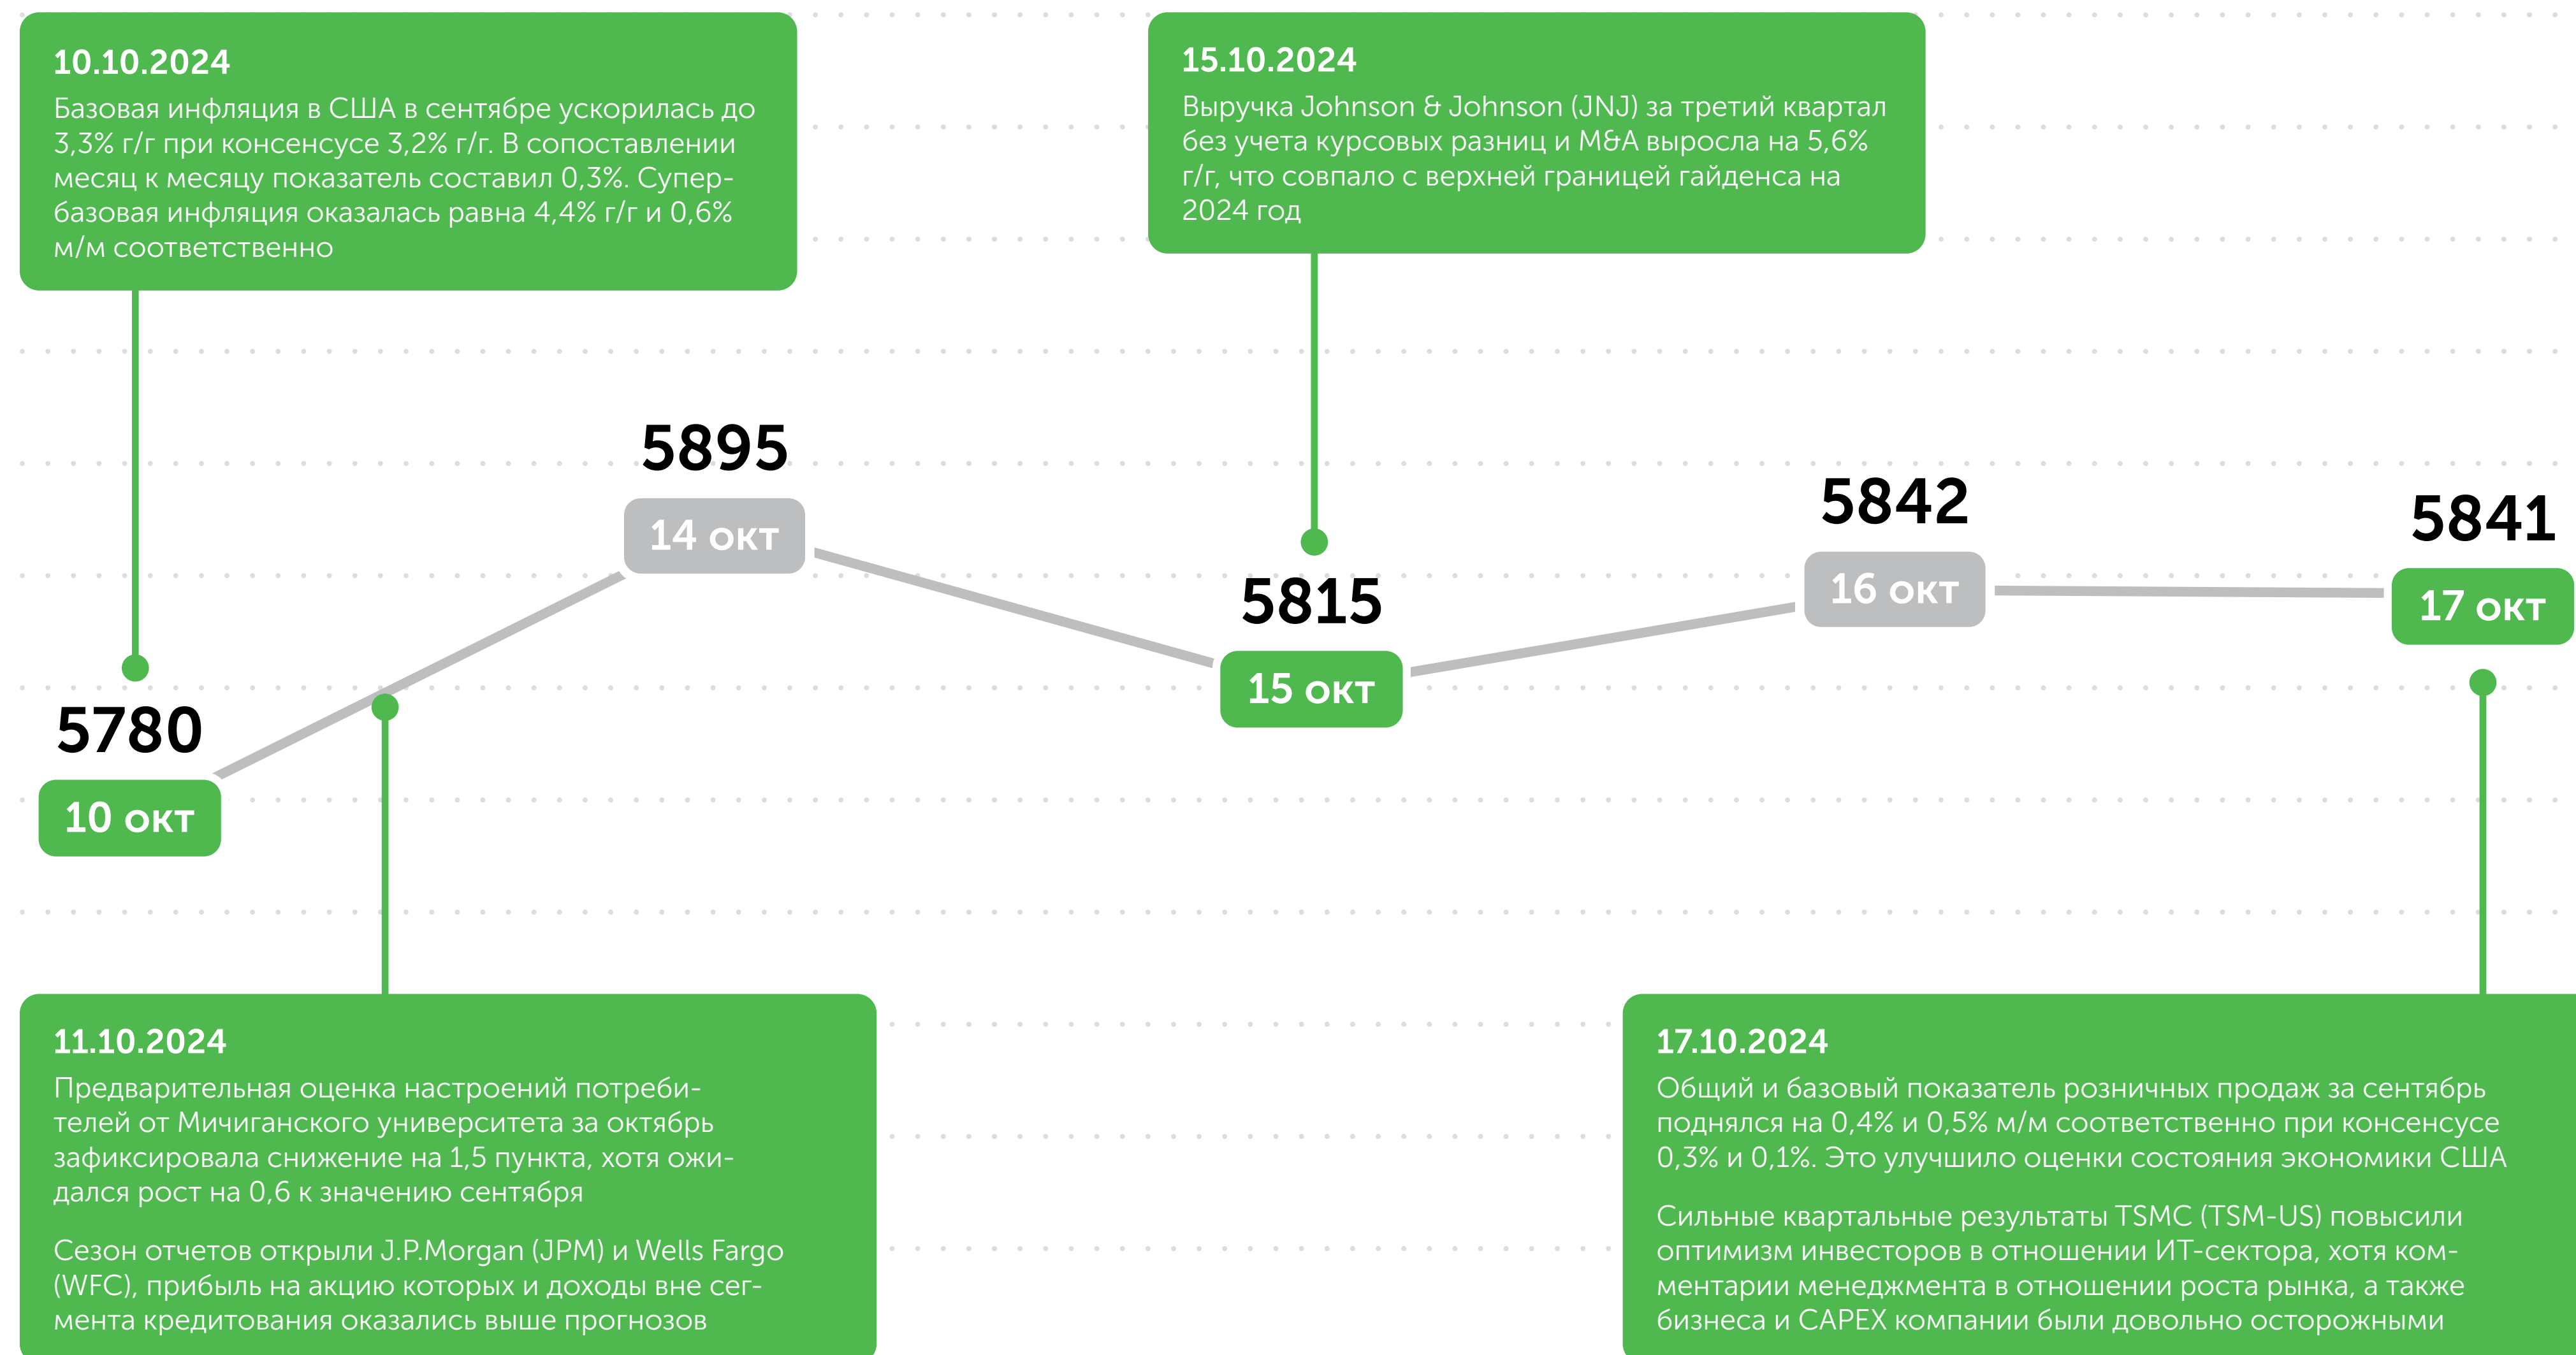 10.10.2024
Базовая инфляция в США в сентябре ускорилась до
3,3% г/г при консенсусе 3,2% г/г. В сопоставлении
месяц к месяцу показатель составил 0,3%. Супер-
базовая инфляция оказалась равна 4,4% г/г и 0,6%
м/м соответственно
15.10.2024
Выручка Johnson & Johnson (JNJ) за третий квартал
без учета курсовых разниц и M&A выросла на 5,6%
г/г, что совпало с верхней границей гайденса на
2024 год
5780
10 окт
5895
14 окт
5815
15 окт
5842
16 окт
5841
17 окт
11.10.2024
Предварительная оценка настроений потреби-
телей от Мичиганского университета за октябрь
зафиксировала снижение на 1,5 пункта, хотя ожи-
дался рост на 0,6 к значению сентября
Сезон отчетов открыли J.P.Morgan (JPM) и Wells Fargo
(WFC), прибыль на акцию которых и доходы вне сег-
мента кредитования оказались выше прогнозов
17.10.2024
Общий и базовый показатель розничных продаж за сентябрь
поднялся на 0,4% и 0,5% м/м соответственно при консенсусе
0,3% и 0,1%. Это улучшило оценки состояния экономики США
Сильные квартальные результаты TSMC (TSM-US) повысили
оптимизм инвесторов в отношении ИТ-сектора, хотя ком-
ментарии менеджмента в отношении роста рынка, а также
бизнеса и CAPEX компании были довольно осторожными